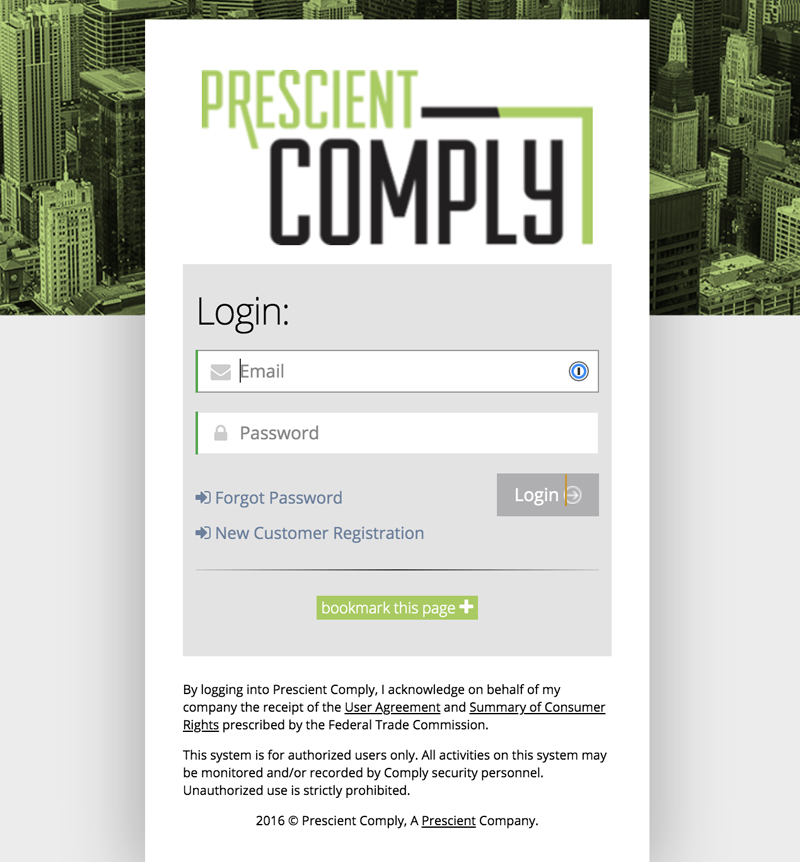 PRESCIENT
COMPLY
Login:
Email
Password
Forgot Password
Login
New Customer Registration
bookmark this page
By logging into Prescient Comply, I acknowledge on behalf of my
company the receipt of the User Agreement and Summary of Consumer
Rights prescribed by the Federal Trade Commission.
This system is for authorized users only. All activities on this system may
be monitored and/or recorded by Comply security personnel.
Unauthorized use is strictly prohibited.
2016 © Prescient Comply, A Prescient Company.